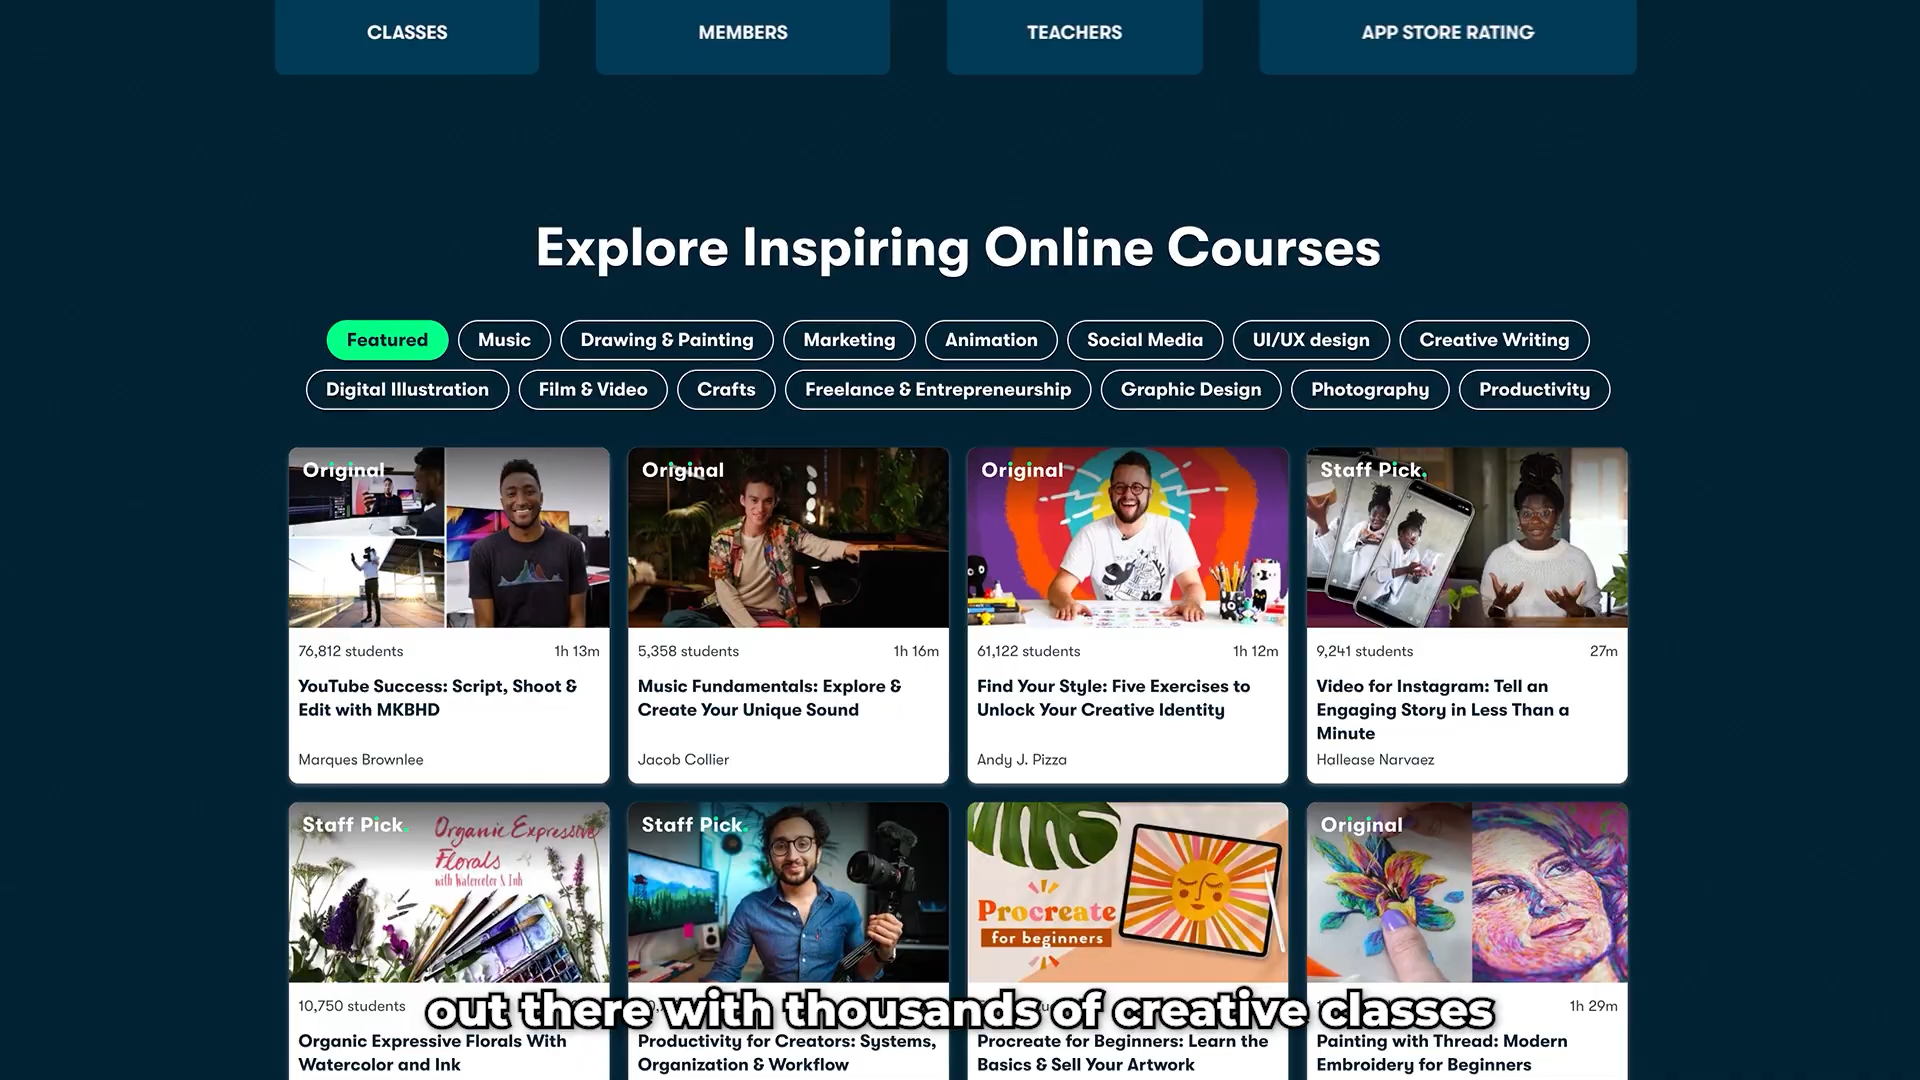 CLASSES
MEMBERS
TEACHERS
APP STORE RATING
Explore Inspiring Online Courses
Featured
Music
Drawing & Painting
Marketing
Animation
Social Media
UI/UX design
Creative Writing
Digital Illustration
Film & Video
Crafts
Freelance & Entrepreneurship
Graphic Design
Photography
Productivity
Original
76,812 students
1h 13m
YouTube Success: Script, Shoot &
Edit with MKBHD
Marques Brownlee
Original
5,358 students
1h 16m
Music Fundamentals: Explore &
Create Your Unique Sound
Jacob Collier
Original
61,122 students
1h 12m
Find Your Style: Five Exercises to
Unlock Your Creative Identity
Andy J. Pizza
Staff Pick.
9,241 students
27m
Video for Instagram: Tell an
Engaging Story in Less Than a
Minute
Hallease Narvaez
Staff Pick.
Organic Expressive
Florals
with Watercolor & Ink
10,750 students
Organic Expressive Florals With
Watercolor and Ink
Staff Pick.
Productivity for Creators: Systems,
Organization & Workflow
Procreate
for beginners
Procreate for Beginners: Learn the
Basics & Sell Your Artwork
Original
1h 29m
Painting with Thread: Modern
Embroidery for Beginners
out there with thousands of creative classes